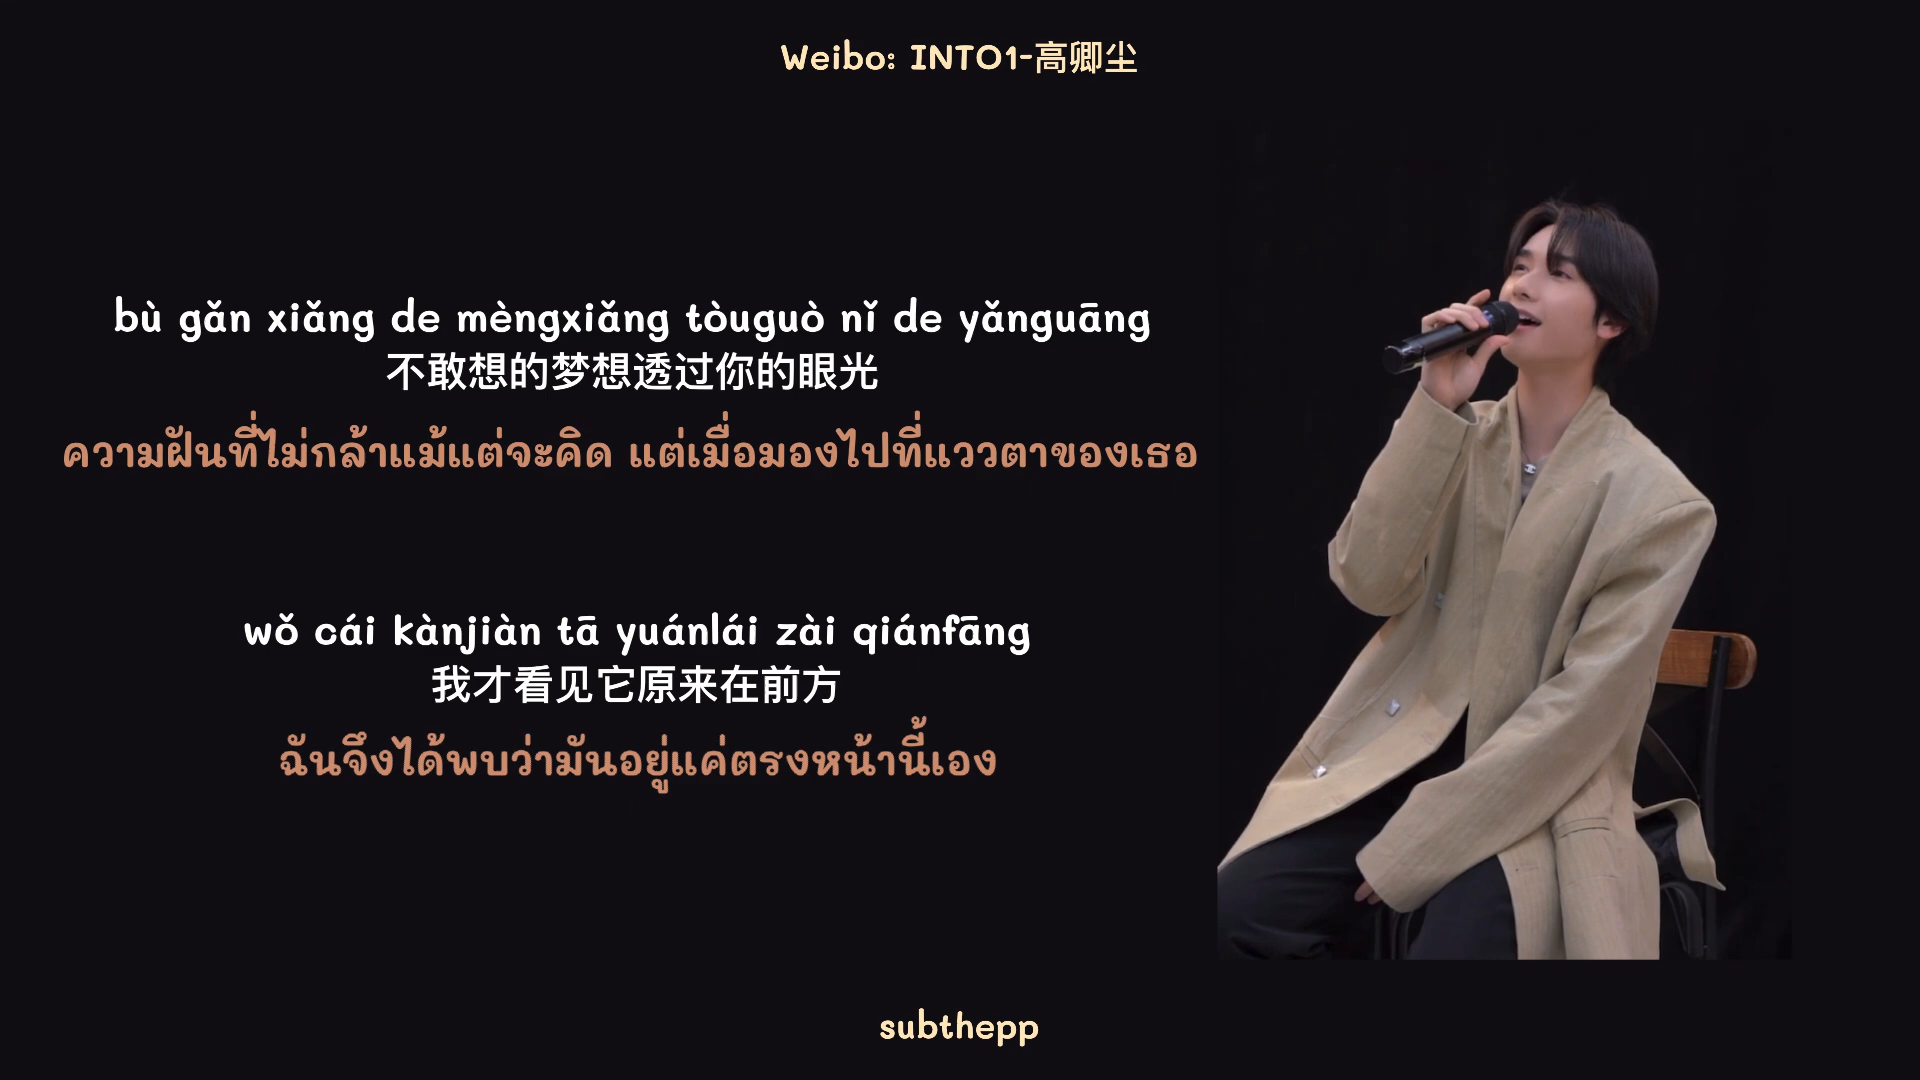 Weibo: INTO1-高卿尘
bù gǎn xiǎng de mèngxiǎng tòuguò nǐ de yǎnguāng
不敢想的梦想透过你的眼光
ความฝันที่ไม่กล้าแม้แต่จะคิด แต่เมื่อมองไปที่แววตาของเธอ
wǒ cái kànjiàn tā yuánlái zài qiánfāng
我才看见它原来在前方
ฉันจึงได้พบว่ามันอยู่แค่ตรงหน้านี้เอง
subthepp